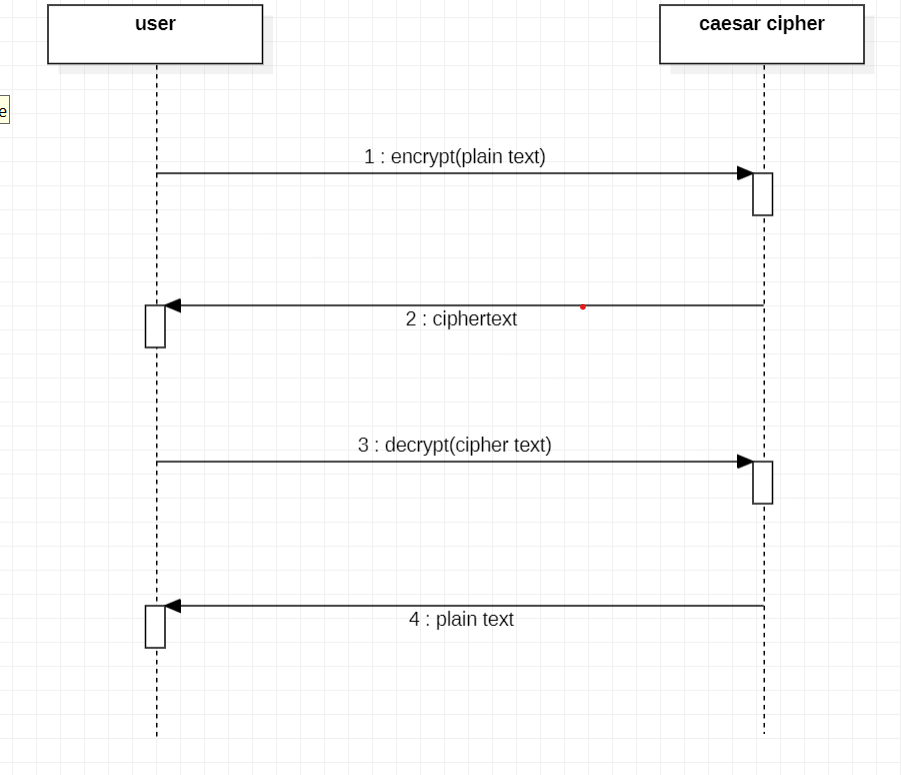 user
caesar cipher
e
1 : encrypt(plain text)
2 : ciphertext
3 : decrypt(cipher text)
4 : plain text